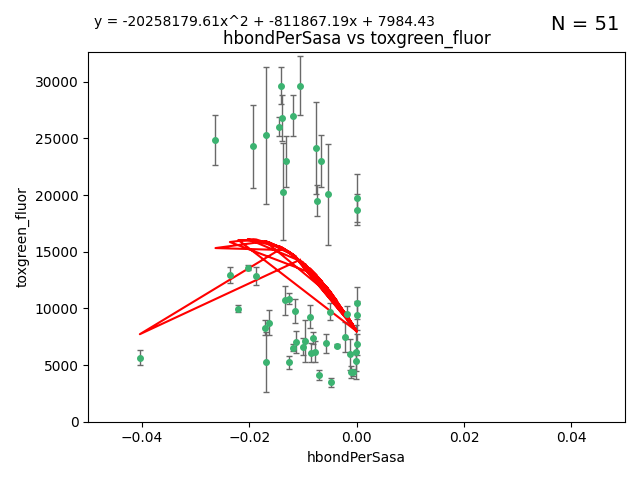 y = -20258179.61x^2 + -811867.19x + 7984.43
N = 51
hbondPerSasa vs toxgreen_fluor
30000
25000
20000
15000
10000
5000
0
toxgreen_fluor
−0.04
−0.02
0.00
0.02
0.04
hbondPerSasa